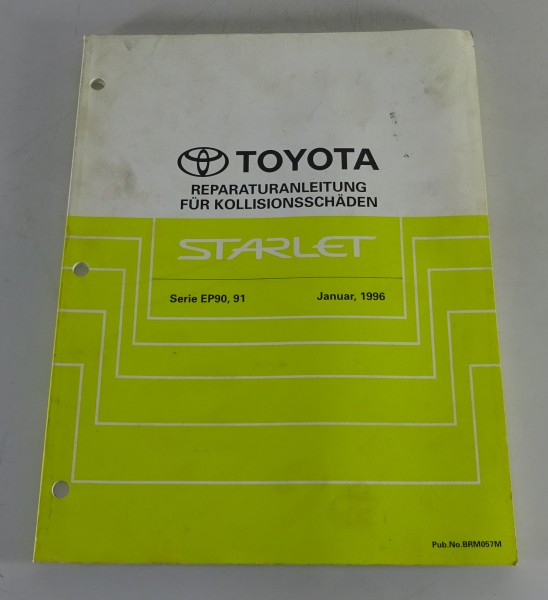 TOYOTA
REPARATURANLEITUNG
FÜR KOLLISIONSSCHÄDEN
STARLET
Serie EP90, 91 Januar, 1996
Pub.No.BRM057M